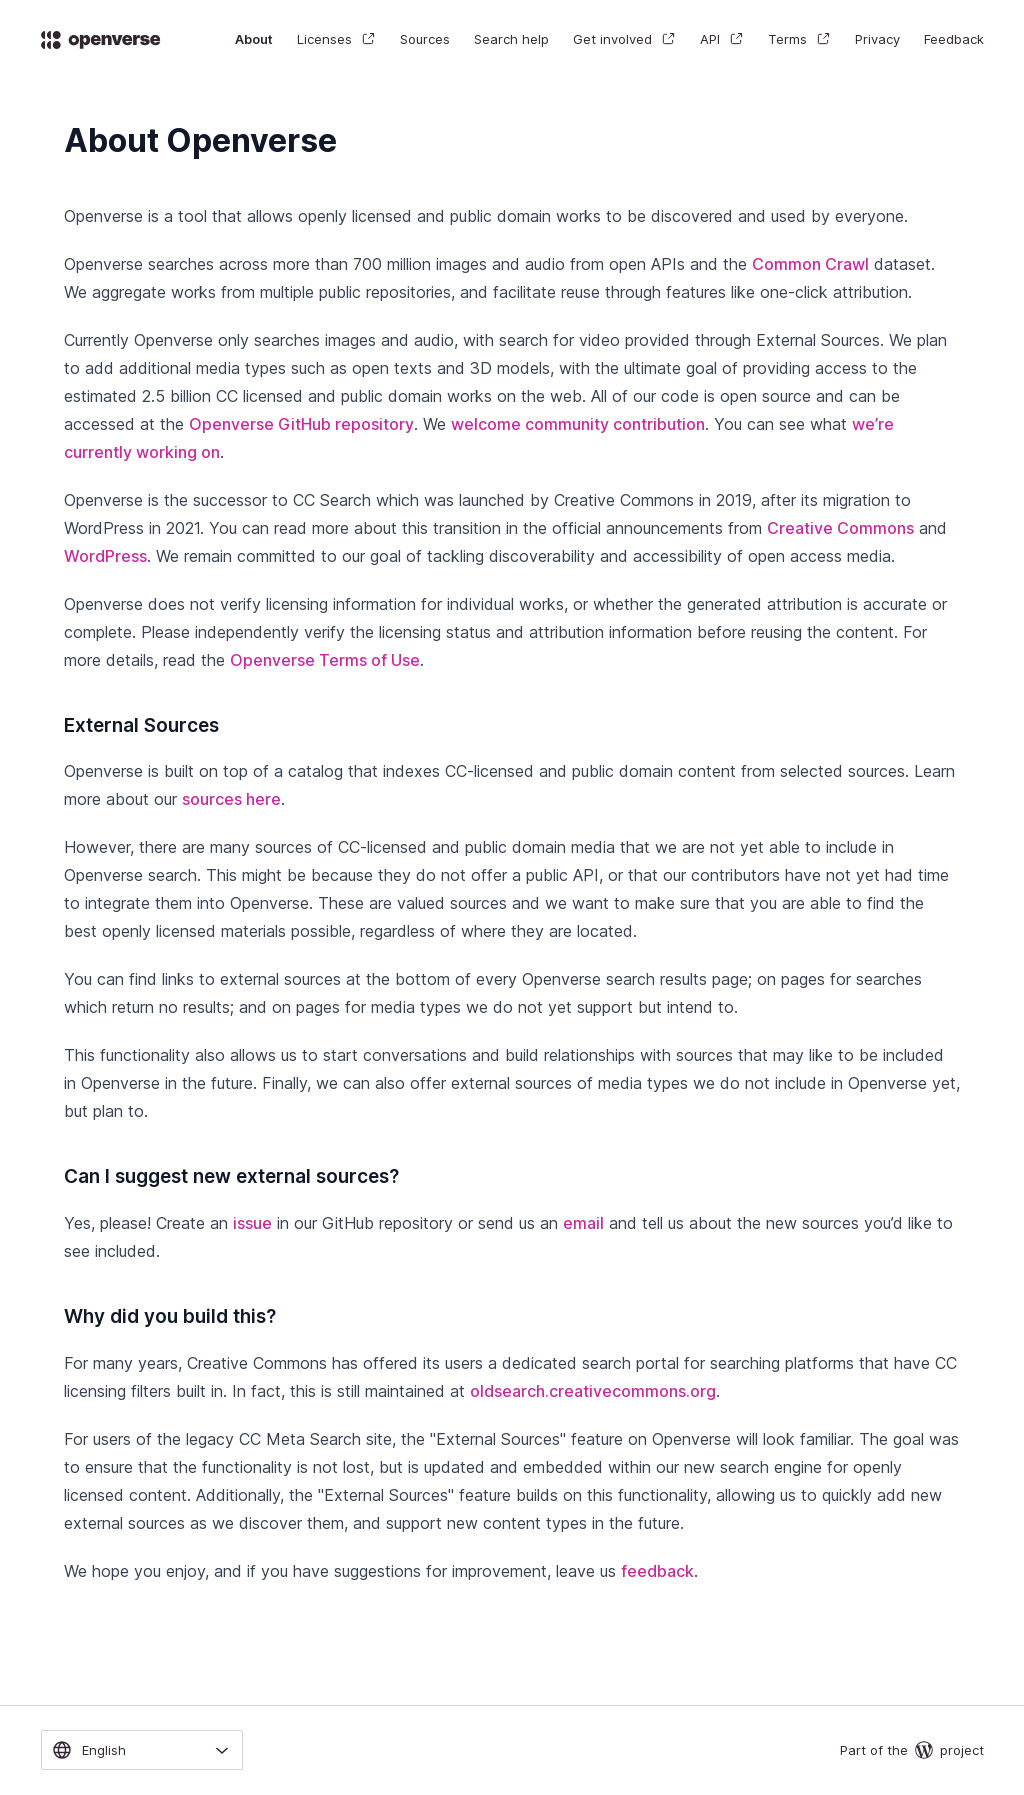 openverse
About Licenses Sources Search help Get involved API Terms Privacy Feedback
About Openverse
Openverse is a tool that allows openly licensed and public domain works to be discovered and used by everyone.
Openverse searches across more than 700 million images and audio from open APIs and the Common Crawl dataset.
We aggregate works from multiple public repositories, and facilitate reuse through features like one-click attribution.
Currently Openverse only searches images and audio, with search for video provided through External Sources. We plan
to add additional media types such as open texts and 3D models, with the ultimate goal of providing access to the
estimated 2.5 billion CC licensed and public domain works on the web. All of our code is open source and can be
accessed at the Openverse GitHub repository. We welcome community contribution. You can see what we’re
currently working on.
Openverse is the successor to CC Search which was launched by Creative Commons in 2019, after its migration to
WordPress in 2021. You can read more about this transition in the official announcements from Creative Commons and
WordPress. We remain committed to our goal of tackling discoverability and accessibility of open access media.
Openverse does not verify licensing information for individual works, or whether the generated attribution is accurate or
complete. Please independently verify the licensing status and attribution information before reusing the content. For
more details, read the Openverse Terms of Use.
External Sources
Openverse is built on top of a catalog that indexes CC-licensed and public domain content from selected sources. Learn
more about our sources here.
However, there are many sources of CC-licensed and public domain media that we are not yet able to include in
Openverse search. This might be because they do not offer a public API, or that our contributors have not yet had time
to integrate them into Openverse. These are valued sources and we want to make sure that you are able to find the
best openly licensed materials possible, regardless of where they are located.
You can find links to external sources at the bottom of every Openverse search results page; on pages for searches
which return no results; and on pages for media types we do not yet support but intend to.
This functionality also allows us to start conversations and build relationships with sources that may like to be included
in Openverse in the future. Finally, we can also offer external sources of media types we do not include in Openverse yet,
but plan to.
Can I suggest new external sources?
Yes, please! Create an issue in our GitHub repository or send us an email and tell us about the new sources you’d like to
see included.
Why did you build this?
For many years, Creative Commons has offered its users a dedicated search portal for searching platforms that have CC
licensing filters built in. In fact, this is still maintained at oldsearch.creativecommons.org.
For users of the legacy CC Meta Search site, the "External Sources" feature on Openverse will look familiar. The goal was
to ensure that the functionality is not lost, but is updated and embedded within our new search engine for openly
licensed content. Additionally, the "External Sources" feature builds on this functionality, allowing us to quickly add new
external sources as we discover them, and support new content types in the future.
We hope you enjoy, and if you have suggestions for improvement, leave us feedback.
English
Part of the project